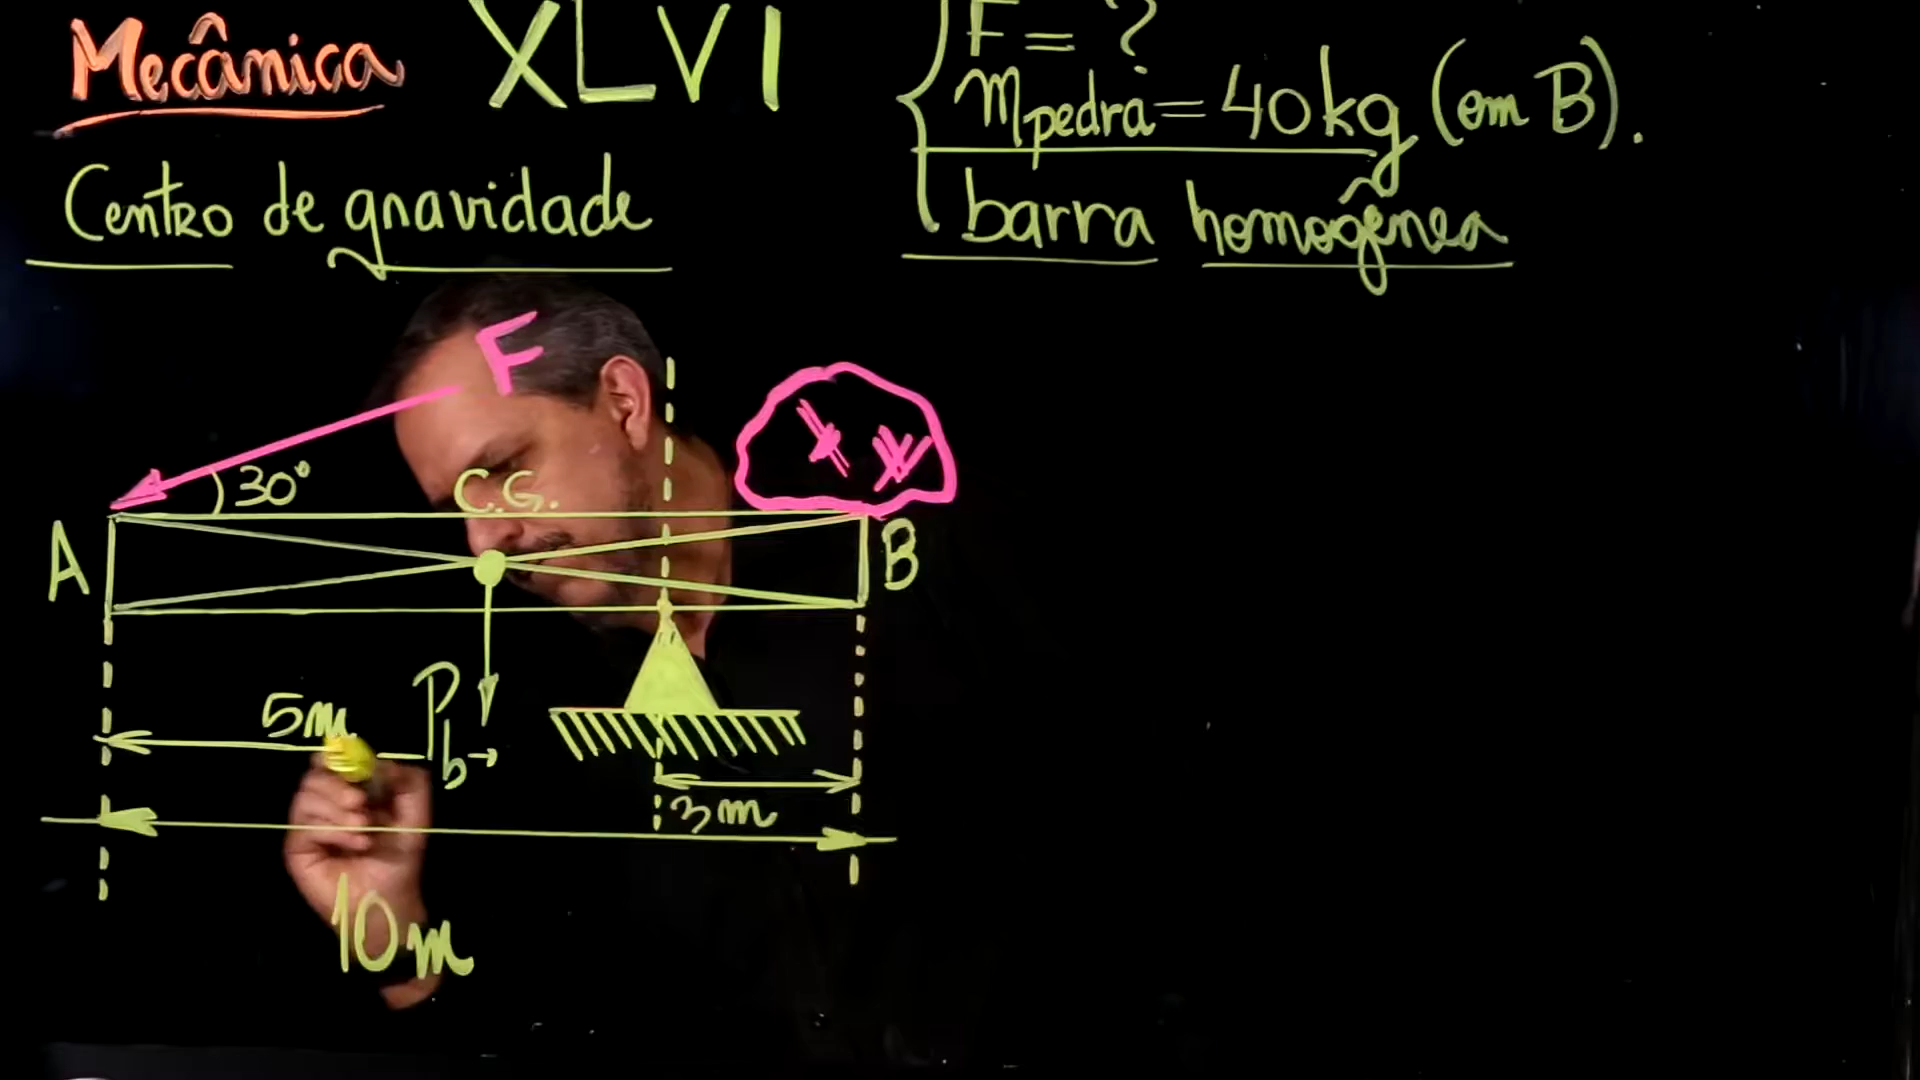 Mecânica XLVI
Centro de gravidade
F = ?
mpedra = 40kg (em B).
barra homogênea
F
30°
C.G.
A
B
Pb
5m
3m
10m